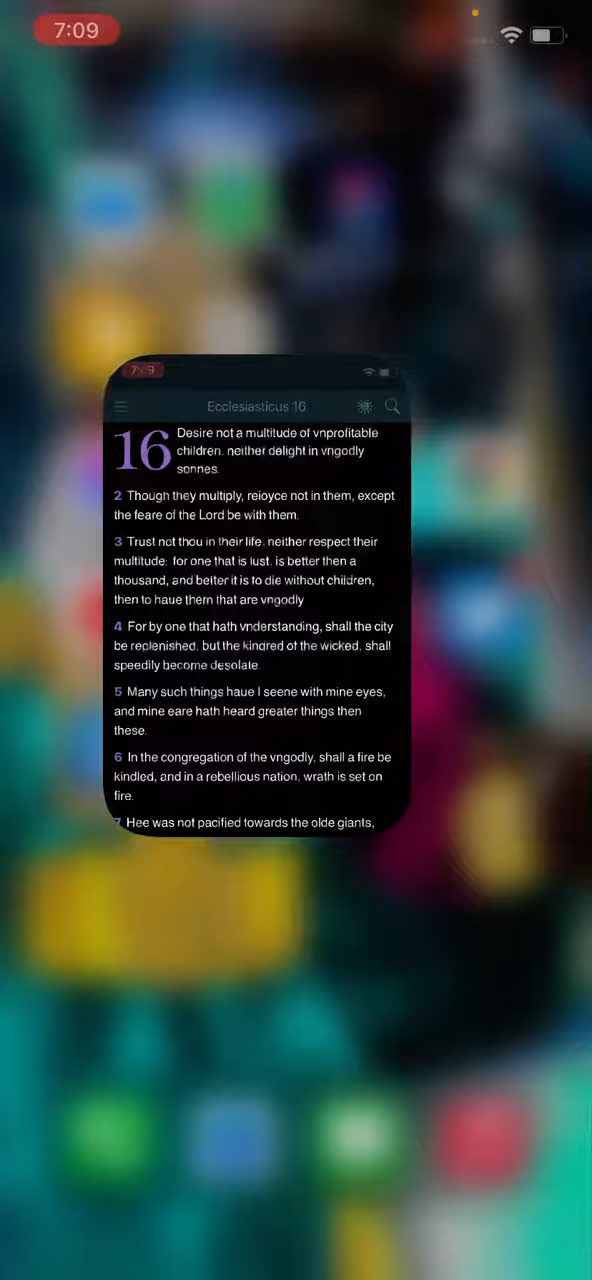 7:09
Ecclesiasticus 16
16 Desire not a multitude of vnprofitable
children, neither delight in vngodly
sonnes.
2 Though they multiply, reioyce not in them, except
the feare of the Lord be with them.
3 Trust not thou in their life, neither respect their
multitude: for one that is iust, is better then a
thousand, and better it is to die without children,
then to haue them that are vngodly
4 For by one that hath vnderstanding, shall the city
be replenished, but the kindred of the wicked, shall
speedily become desolate.
5 Many such things haue I seene with mine eyes,
and mine eare hath heard greater things then
these.
6 In the congregation of the vngodly, shall a fire be
kindled, and in a rebellious nation, wrath is set on
fire.
7 Hee was not pacified towards the olde giants,